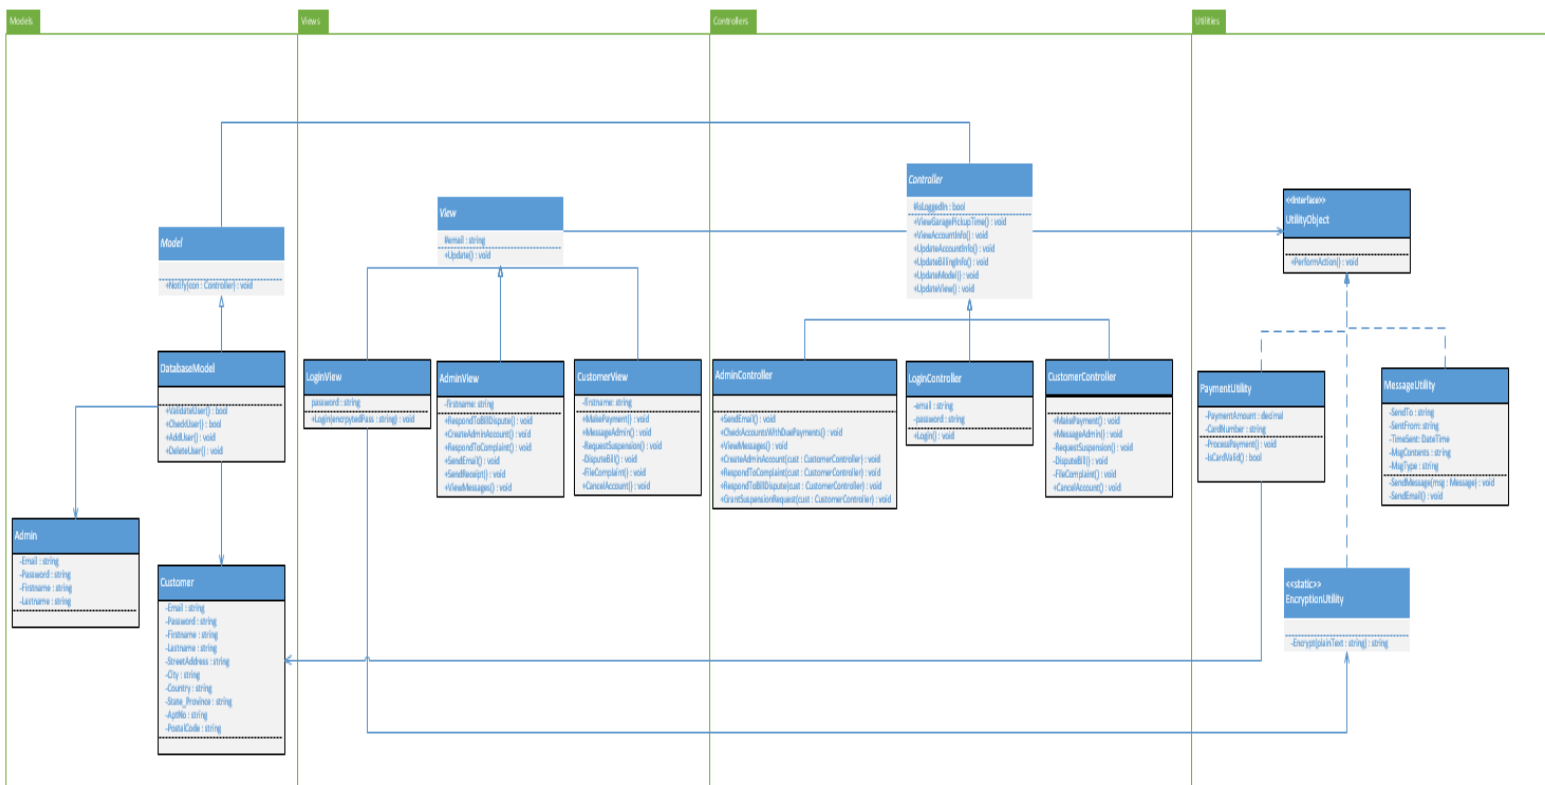 Models
Views
Controllers
Utilities
Model
+Notify(con : Controller) : void
DatabaseModel
+ValidateUser() : bool
+CheckUser() : bool
+AddUser() : void
+DeleteUser() : void
Admin
-Email : string
-Password : string
-Firstname : string
-Lastname : string
Customer
-Email : string
-Password : string
-Firstname : string
-Lastname : string
-StreetAddress : string
-City : string
-Country : string
-State_Province : string
-AptNo : string
-PostalCode : string
View
#email : string
+Update() : void
LoginView
password : string
+Login(encrytedPass : string) : void
AdminView
-firstname: string
+RespondToBillDispute() : void
+CreateAdminAccount() : void
+RespondToComplaint() : void
+SendEmail() : void
+SendReceipt() : void
+ViewMessages() : void
CustomerView
-firstname: string
+MakePayment() : void
+MessageAdmin() : void
-RequestSuspension() : void
-DisputeBill() : void
-FileComplaint() : void
+CancelAccount() : void
Controller
#isLoggedIn : bool
+ViewGaragePickupTime() : void
+ViewAccountInfo() : void
+UpdateAccountInfo() : void
+UpdateBillingInfo() : void
+UpdateModel() : void
+UpdateView() : void
AdminController
+SendEmail() : void
+CheckAccountsWithDuePayments() : void
+ViewMessages() : void
+CreateAdminAccount(cust : CustomerController) : void
+RespondToComplaint(cust : CustomerController) : void
+RespondToBillDispute(cust : CustomerController) : void
+GrantSuspensionRequest(cust : CustomerController) : void
LoginController
-email : string
-password : string
+Login() : void
CustomerController
+MakePayment() : void
+MessageAdmin() : void
-RequestSuspension() : void
-DisputeBill() : void
-FileComplaint() : void
+CancelAccount() : void
<<Interface>>
UtilityObject
+PerformAction() : void
PaymentUtility
-PaymentAmount : decimal
-CardNumber : string
-ProcessPayment() : void
-IsCardValid() : bool
MessageUtility
-SendTo : string
-SentFrom: string
-TimeSent: DateTime
-MsgContents : string
-MsgType : string
-SendMessage(msg : Message) : void
-SendEmail() : void
<<static>>
EncryptionUtility
-Encrypt(plainText : string) : string